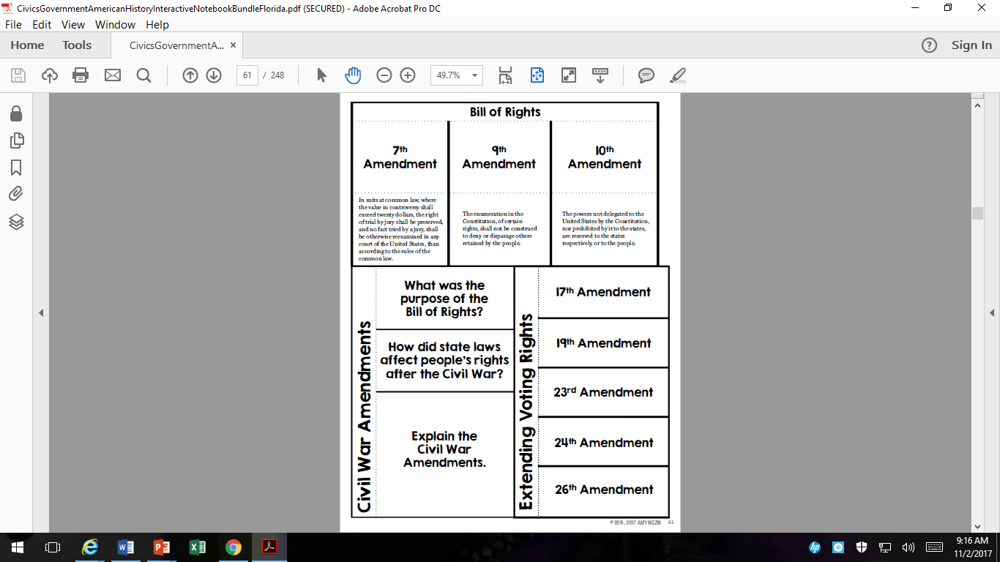 CivicsGovernmentAmericanHistoryInteractiveNotebookBundleFlorida.pdf (SECURED) - Adobe Acrobat Pro DC
File Edit View Window Help
Home Tools CivicsGovernmentA... × ? Sign In
61 / 248 49.7%
Bill of Rights
7th
Amendment
In suits at common law, where
the value in controversy shall
exceed twenty dollars, the right
of trial by jury shall be preserved,
and no fact tried by a jury, shall
be otherwise reexamined in any
court of the United States, than
according to the rules of the
common law.
9th
Amendment
The enumeration in the
Constitution, of certain
rights, shall not be construed
to deny or disparage others
retained by the people.
10th
Amendment
The powers not delegated to the
United States by the Constitution,
nor prohibited by it to the states,
are reserved to the states
respectively, or to the people.
Civil War Amendments
What was the
purpose of the
Bill of Rights?
How did state laws
affect people's rights
after the Civil War?
Explain the
Civil War
Amendments.
Extending Voting Rights
17th Amendment
19th Amendment
23rd Amendment
24th Amendment
26th Amendment
© 2015, 2017 AMY MEZNI 61
9:16 AM
11/2/2017